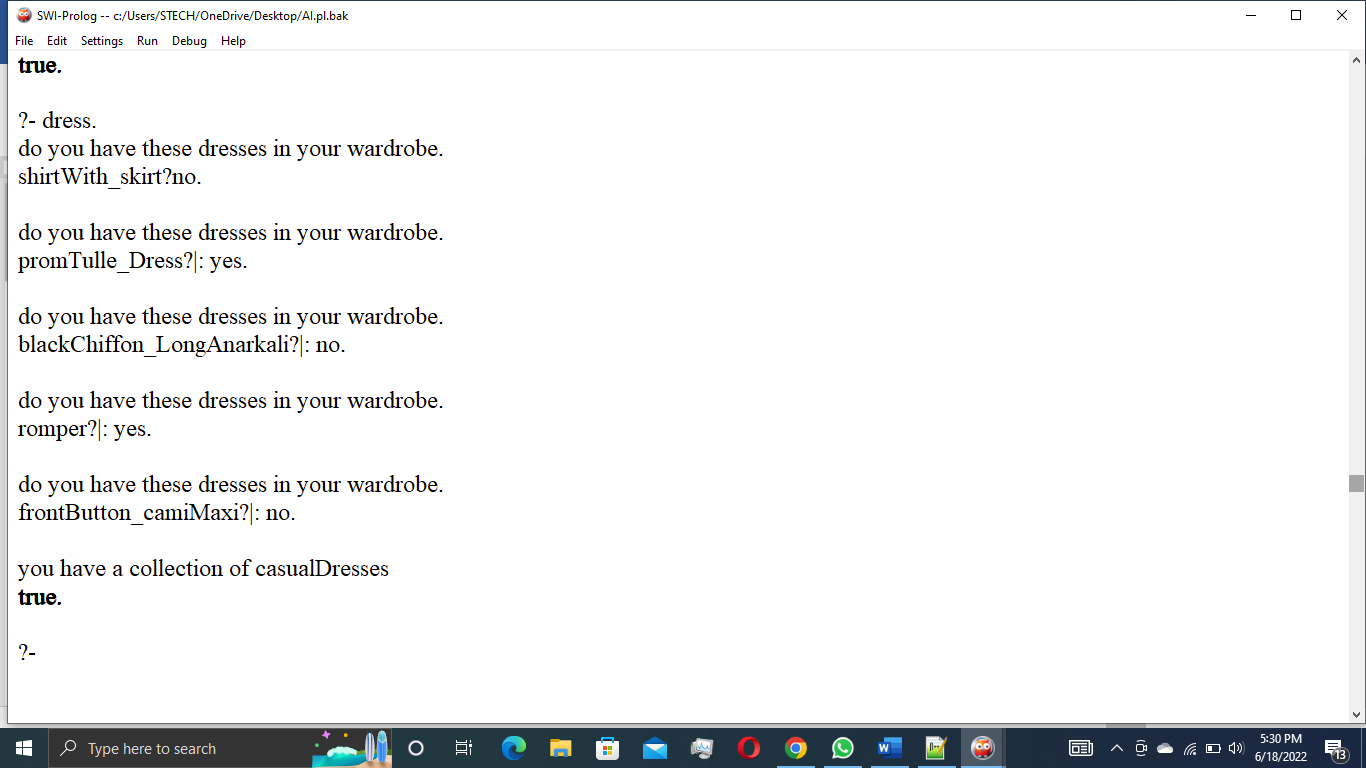 SWI-Prolog -- c:/Users/STECH/OneDrive/Desktop/AI.pl.bak
File Edit Settings Run Debug Help
true.
?- dress.
do you have these dresses in your wardrobe.
shirtWith_skirt?no.
do you have these dresses in your wardrobe.
promTulle_Dress?|: yes.
do you have these dresses in your wardrobe.
blackChiffon_LongAnarkali?|: no.
do you have these dresses in your wardrobe.
romper?|: yes.
do you have these dresses in your wardrobe.
frontButton_camiMaxi?|: no.
you have a collection of casualDresses
true.
?-
Type here to search
5:30 PM
6/18/2022
13